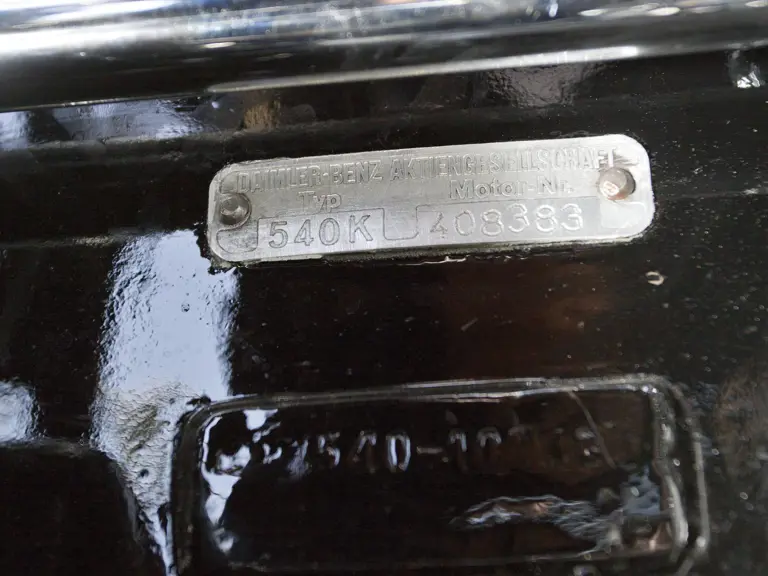 DAIMLER-BENZ AKTIENGESELLSCHAFT
Typ Motor-Nr.
540K 408383